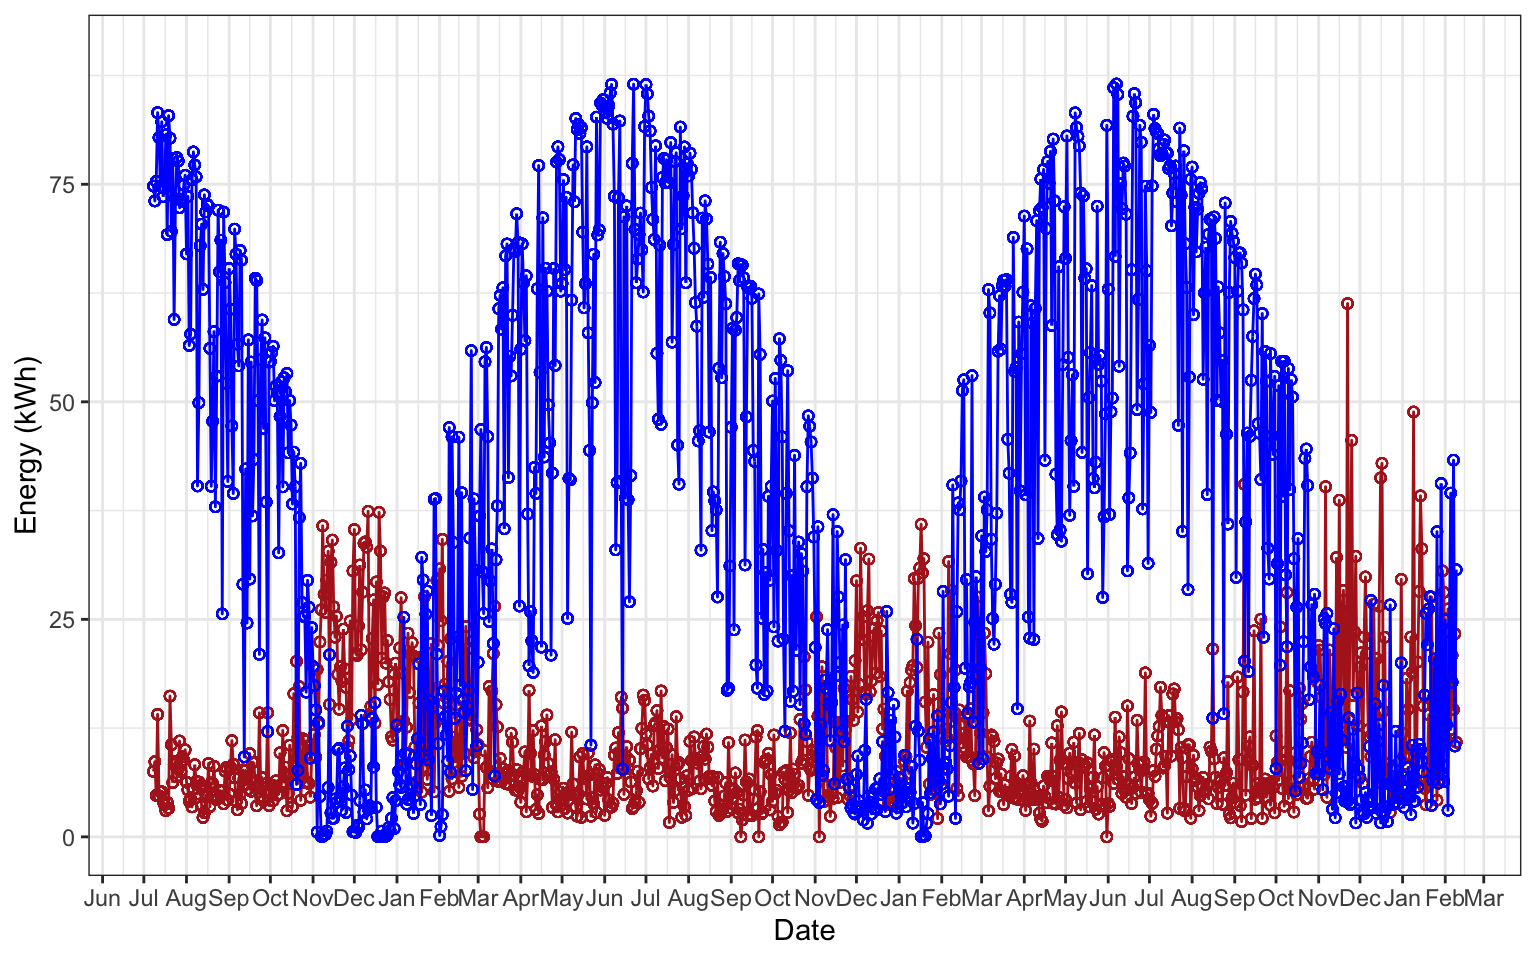 Energy (kWh)
75
50
25
0
Jun Jul Aug Sep Oct Nov Dec Jan Feb Mar Apr May Jun Jul Aug Sep Oct Nov Dec Jan Feb Mar Apr May Jun Jul Aug Sep Oct Nov Dec Jan Feb Mar
Date